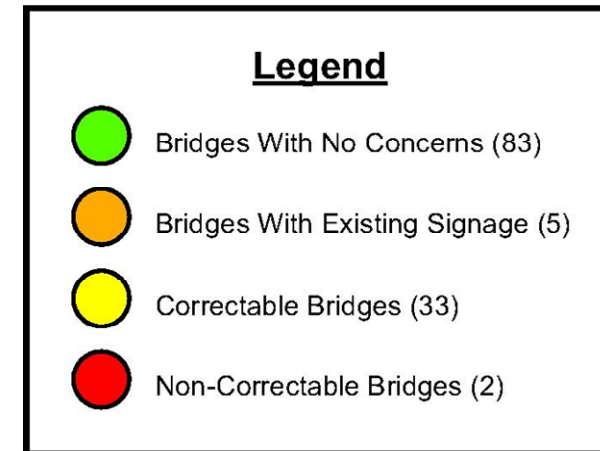 Legend
Bridges With No Concerns (83)
Bridges With Existing Signage (5)
Correctable Bridges (33)
Non-Correctable Bridges (2)